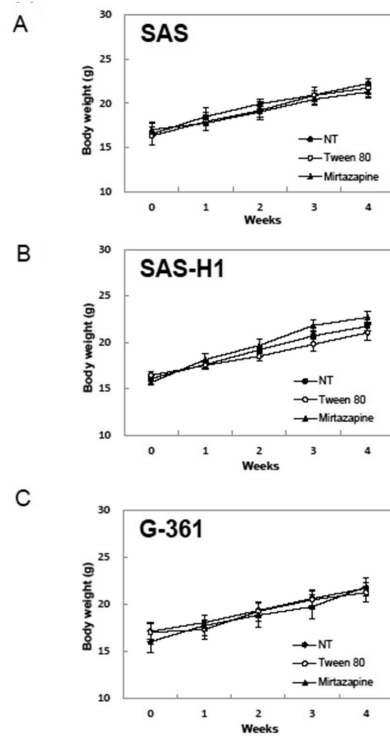 A
SAS
30
25
20
15
10
Body weight (g)
NT
Tween 80
Mirtazapine
0 1 2 3 4
Weeks
B
SAS-H1
30
25
20
15
10
Body weight (g)
NT
Tween 80
Mirtazapine
0 1 2 3 4
Weeks
C
G-361
30
25
20
15
10
Body weight (g)
NT
Tween 80
Mirtazapine
0 1 2 3 4
Weeks